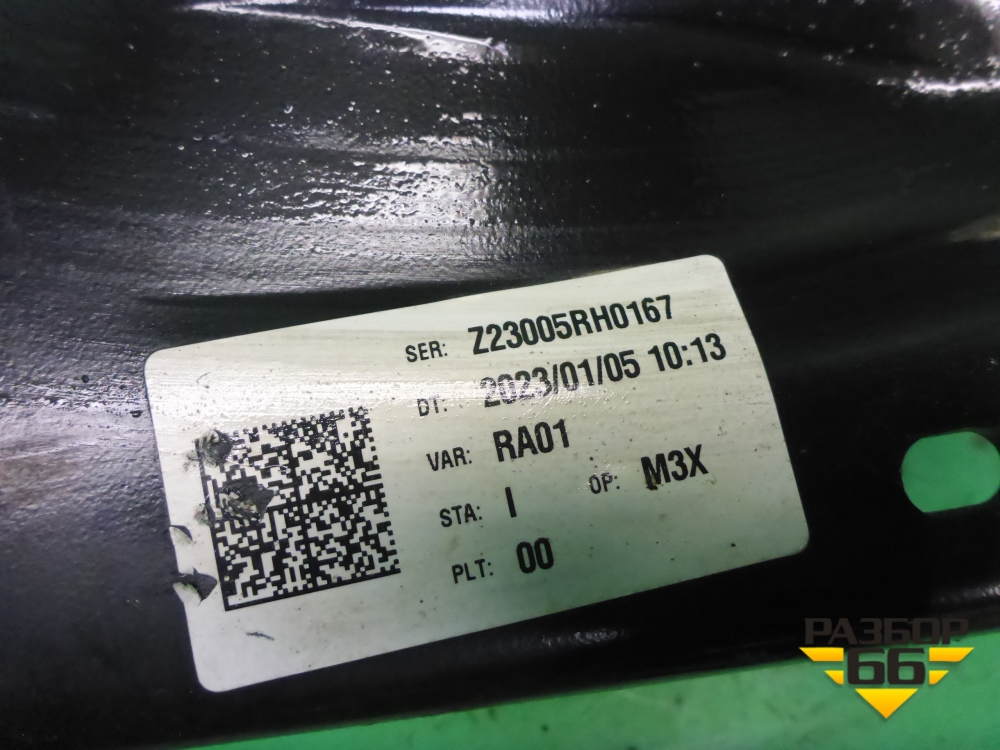 SER: Z23005RH0167
DT: 2023/01/05 10:13
VAR: RA01
STA: I OP: M3X
PLT: 00
РАЗБОР
66